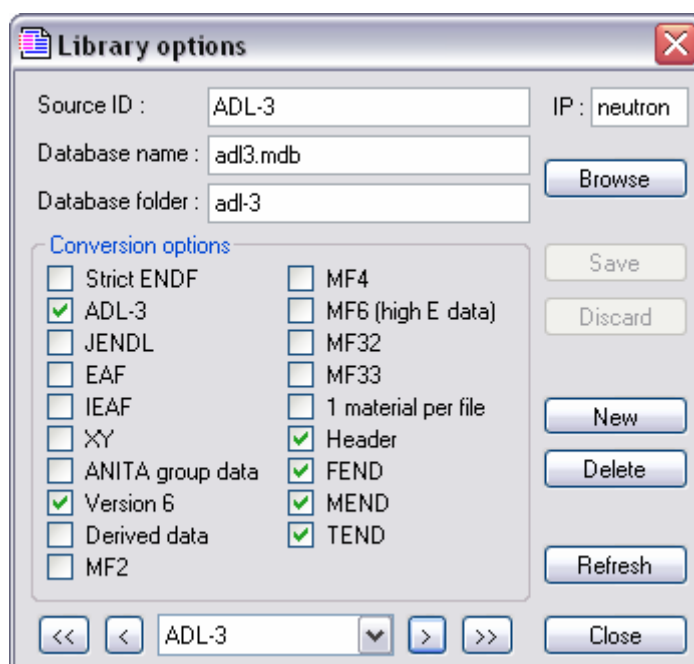 Library options
Source ID : ADL-3 IP : neutron
Database name : adl3.mdb
Browse
Database folder : adl-3
Conversion options
Strict ENDF
ADL-3
JENDL
EAF
IEAF
XY
ANITA group data
Version 6
Derived data
MF2
MF4
MF6 (high E data)
MF32
MF33
1 material per file
Header
FEND
MEND
TEND
Save
Discard
New
Delete
Refresh
<< < ADL-3 > >> Close